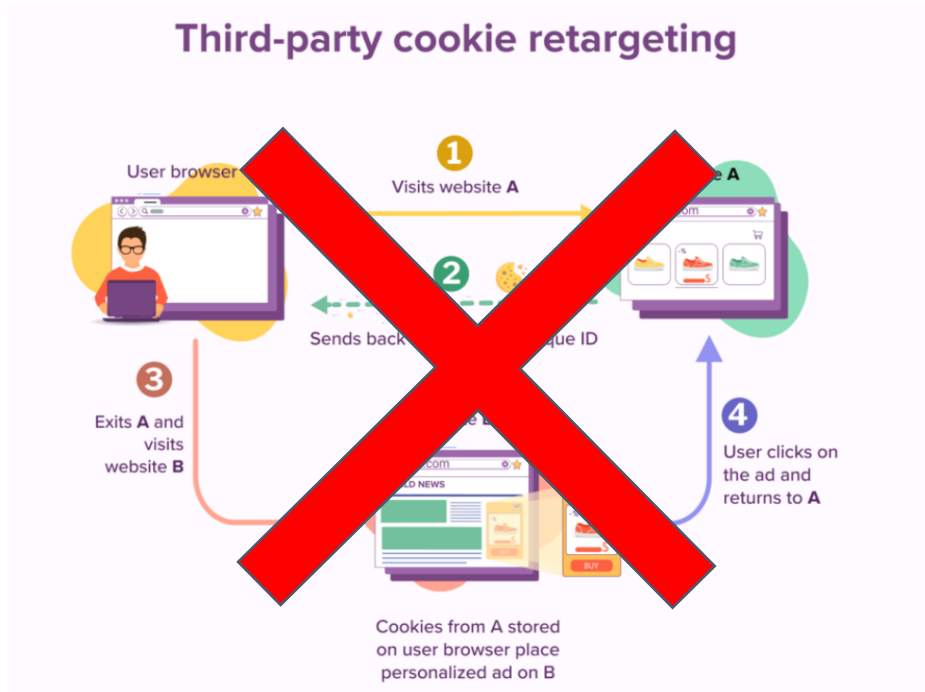 Third-party cookie retargeting
1
User browser
Visits website A
A
2
Sends back
ID
3
Exits A and
visits
website B
4
User clicks on
the ad and
returns to A
NEWS
BUY
BUY
Cookies from A stored
on user browser place
personalized ad on B